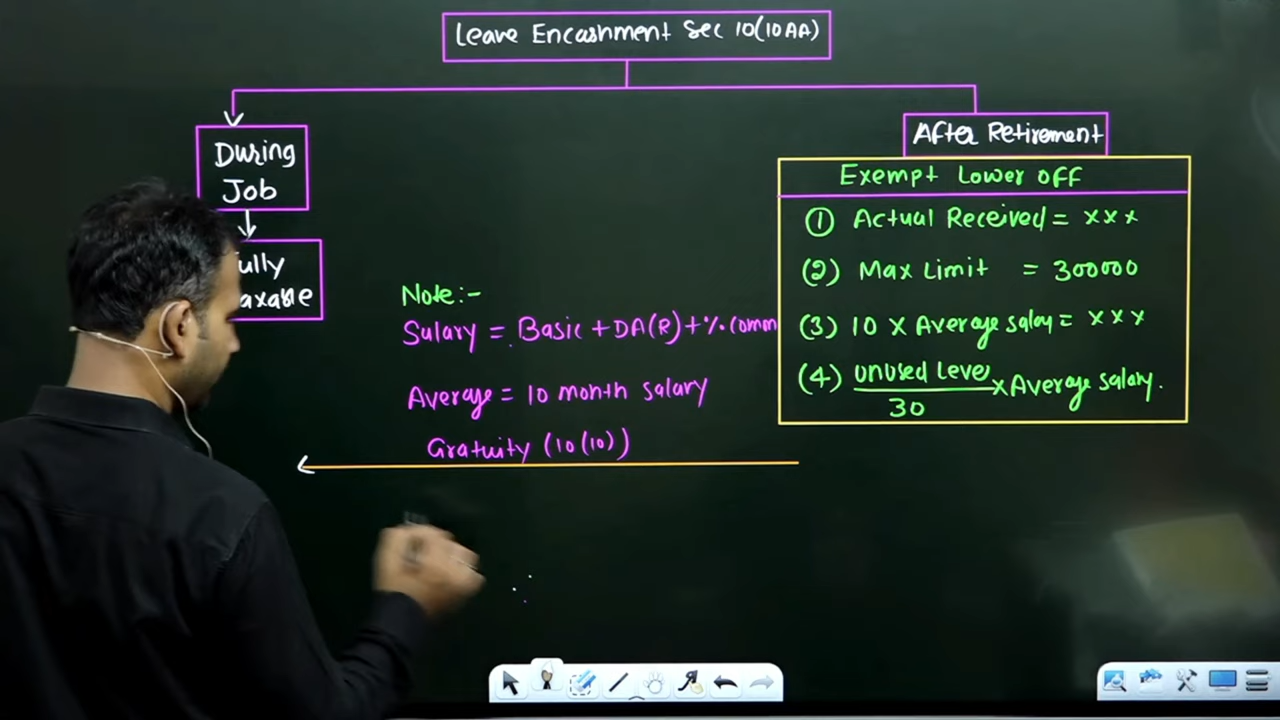 Leave Encashment Sec 10(10AA)
During
Job
ully
axable
After Retirement
Exempt Lower off
① Actual Received = xxx
(2) Max Limit = 300000
(3) 10 x Average salay = xxx
(4) unused Leve/30 x Average salary.
Note:-
Salary = Basic + DA(R) + %. Comm
Average = 10 month salary
Gratuity (10(10))